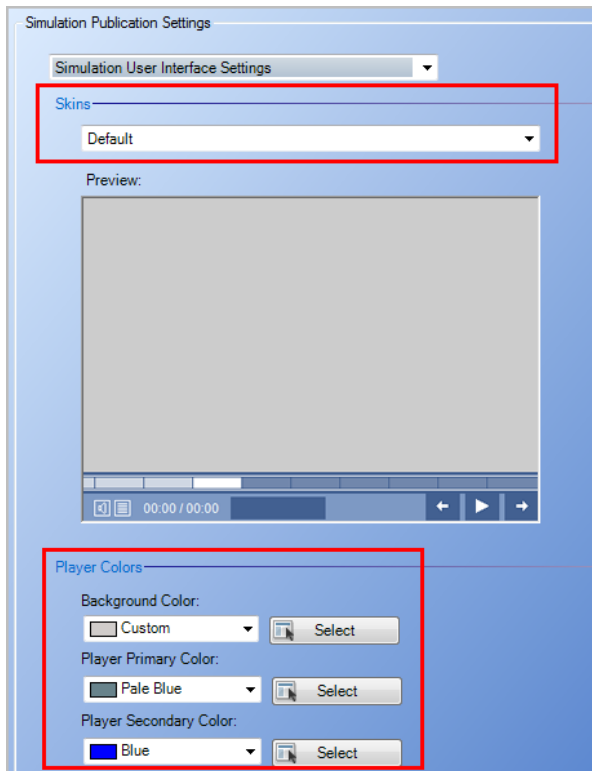 Simulation Publication Settings
Simulation User Interface Settings
Skins
Default
Preview:
00:00 / 00:00
Player Colors
Background Color:
Custom Select
Player Primary Color:
Pale Blue Select
Player Secondary Color:
Blue Select